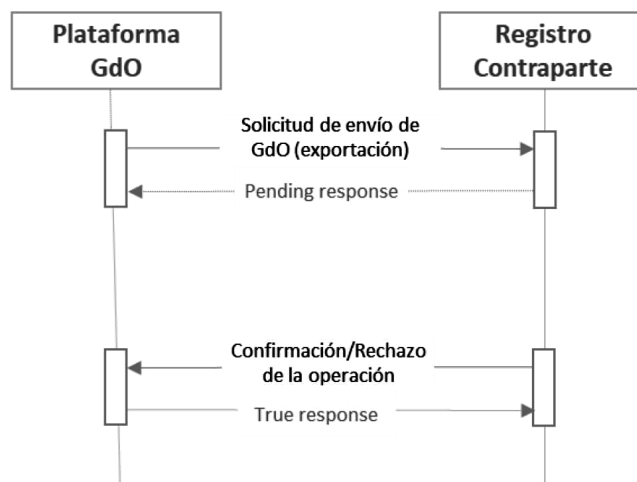 Plataforma
GdO
Registro
Contraparte
Solicitud de envío de
GdO (exportación)
Pending response
Confirmación/Rechazo
de la operación
True response